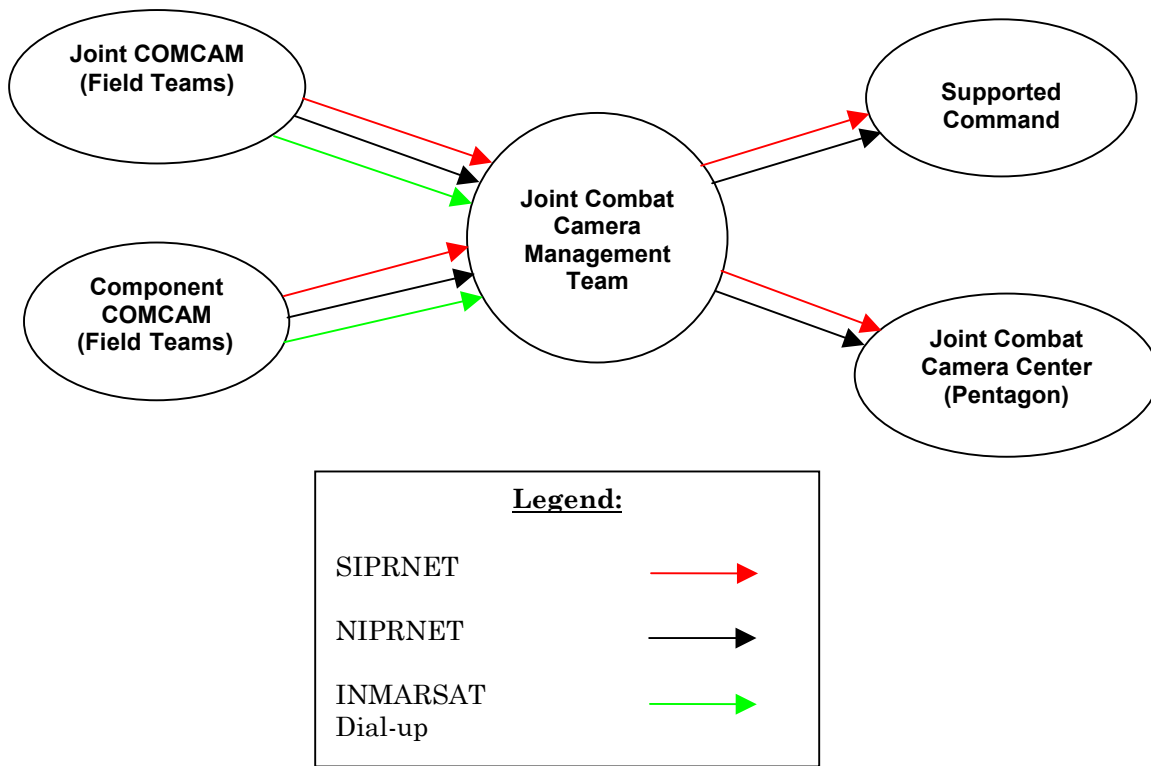 Joint COMCAM
(Field Teams)
Supported
Command
Joint Combat
Camera
Management
Team
Component
COMCAM
(Field Teams)
Joint Combat
Camera Center
(Pentagon)
Legend:
SIPRNET
NIPRNET
INMARSAT
Dial-up